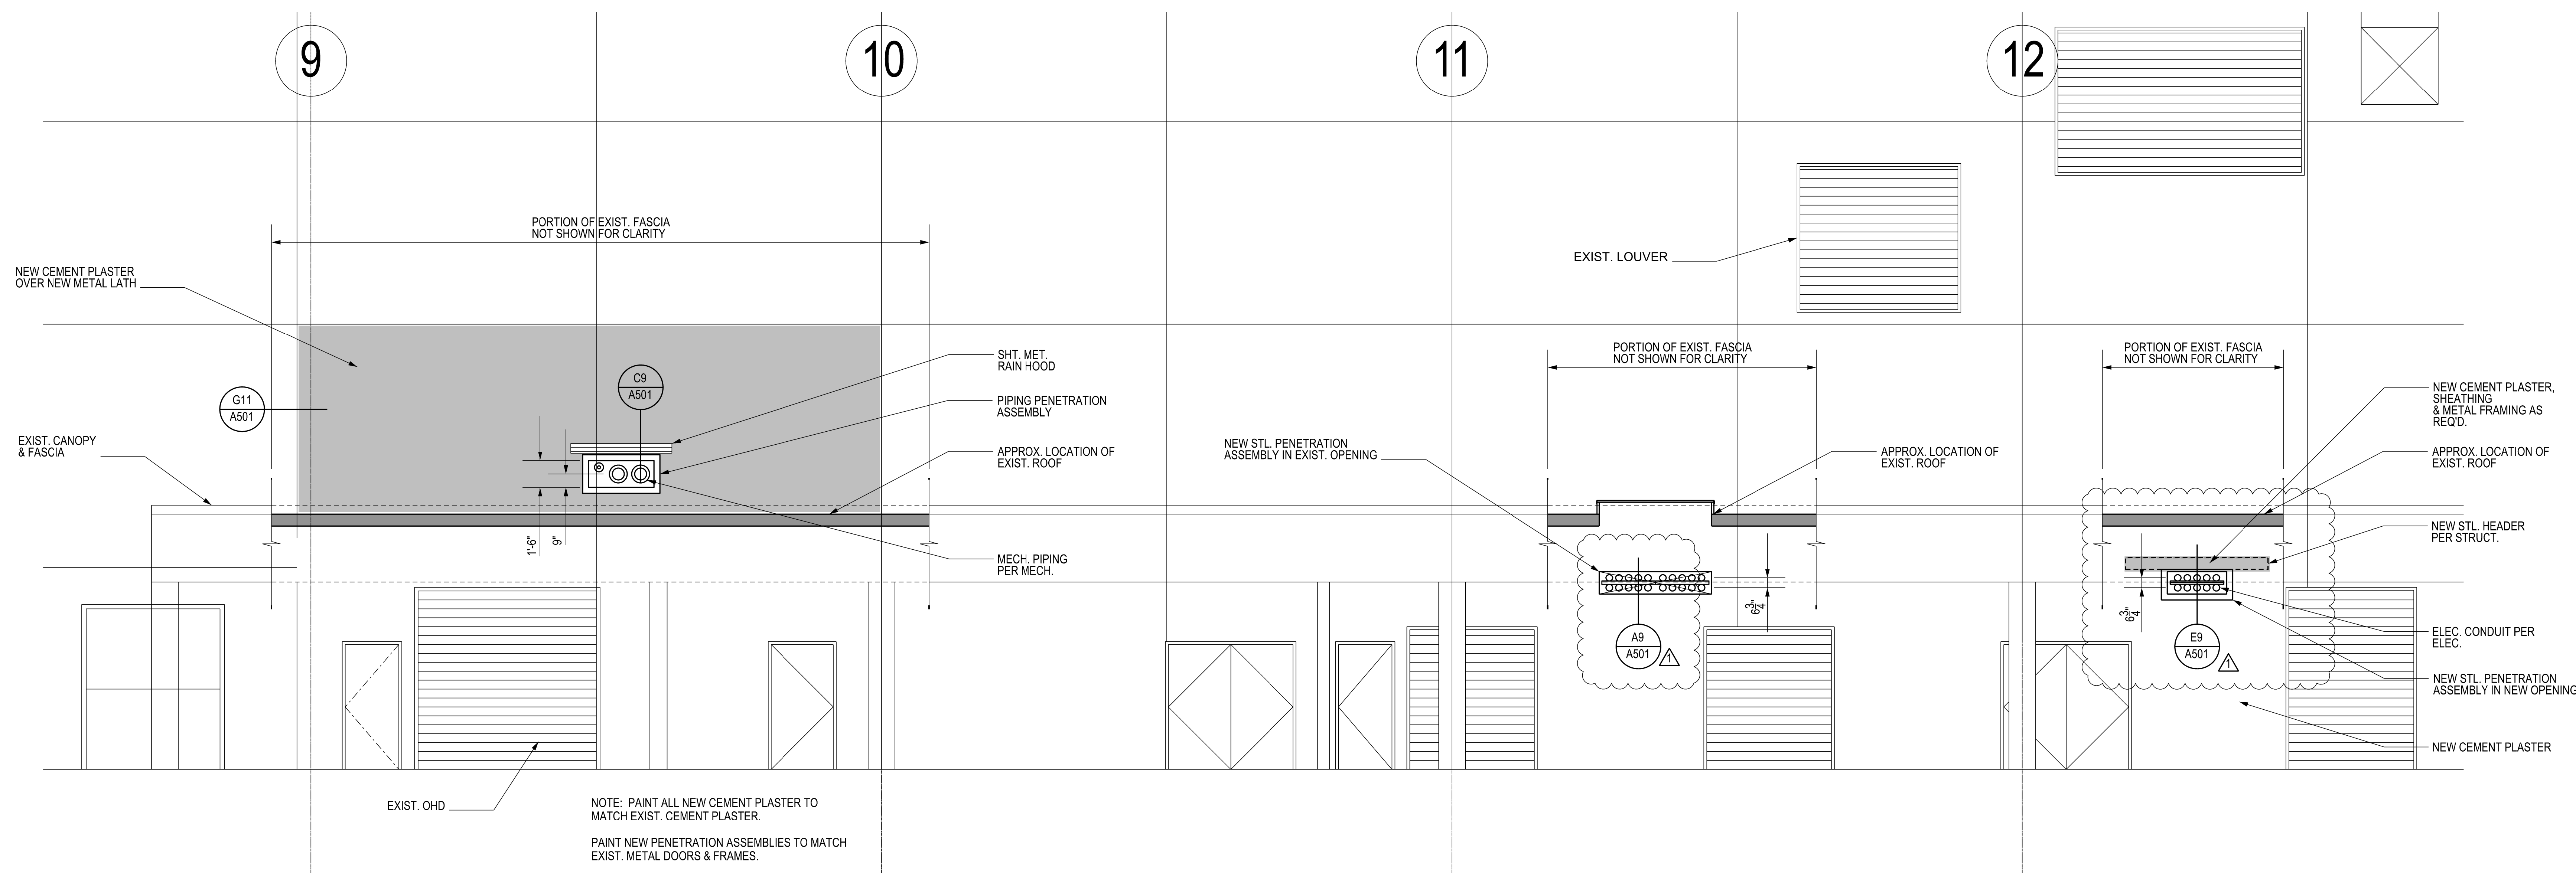 9
10
11
12
PORTION OF EXIST. FASCIA
NOT SHOWN FOR CLARITY
NEW CEMENT PLASTER
OVER NEW METAL LATH
EXIST. LOUVER
SHT. MET.
RAIN HOOD
C9
A501
PIPING PENETRATION
ASSEMBLY
G11
A501
EXIST. CANOPY
& FASCIA
APPROX. LOCATION OF
EXIST. ROOF
1'-6"
9"
MECH. PIPING
PER MECH.
PORTION OF EXIST. FASCIA
NOT SHOWN FOR CLARITY
NEW STL. PENETRATION
ASSEMBLY IN EXIST. OPENING
APPROX. LOCATION OF
EXIST. ROOF
6 3/4"
A9
A501
1
PORTION OF EXIST. FASCIA
NOT SHOWN FOR CLARITY
NEW CEMENT PLASTER,
SHEATHING
& METAL FRAMING AS
REQ'D.
APPROX. LOCATION OF
EXIST. ROOF
NEW STL. HEADER
PER STRUCT.
6 3/4"
E9
A501
1
ELEC. CONDUIT PER
ELEC.
NEW STL. PENETRATION
ASSEMBLY IN NEW OPENING
NEW CEMENT PLASTER
EXIST. OHD
NOTE: PAINT ALL NEW CEMENT PLASTER TO
MATCH EXIST. CEMENT PLASTER.
PAINT NEW PENETRATION ASSEMBLIES TO MATCH
EXIST. METAL DOORS & FRAMES.